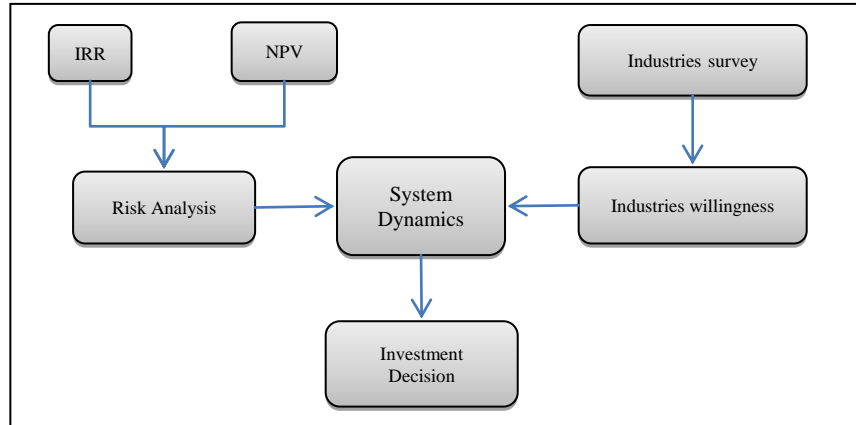 IRR
NPV
Industries survey
Risk Analysis
System
Dynamics
Industries willingness
Investment
Decision